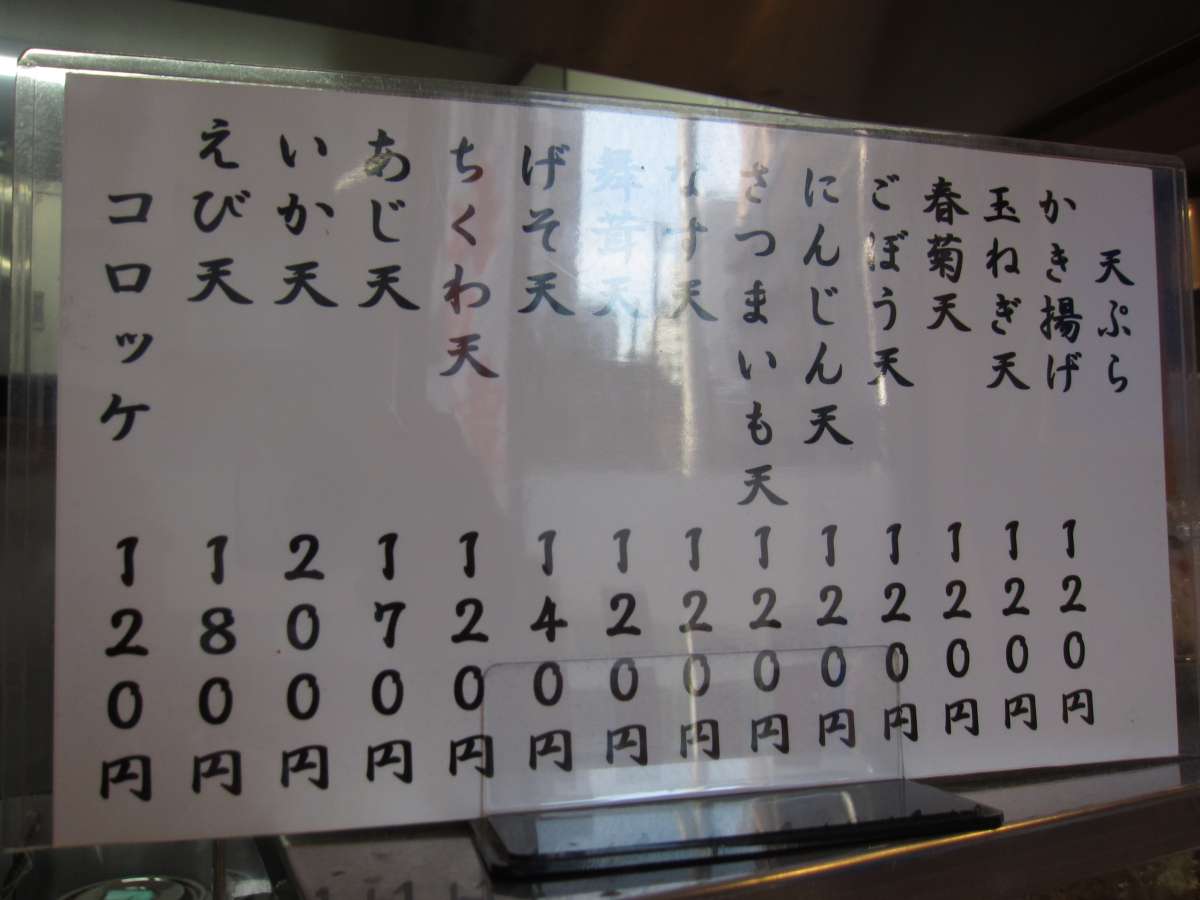 天ぷら
かき揚げ 120円
玉ねぎ天 120円
春菊天 120円
ごぼう天 120円
にんじん天 120円
さつまいも天 120円
なす天 120円
舞茸天 120円
げそ天 140円
ちくわ天 120円
あじ天 170円
いか天 200円
えび天 180円
コロッケ 120円